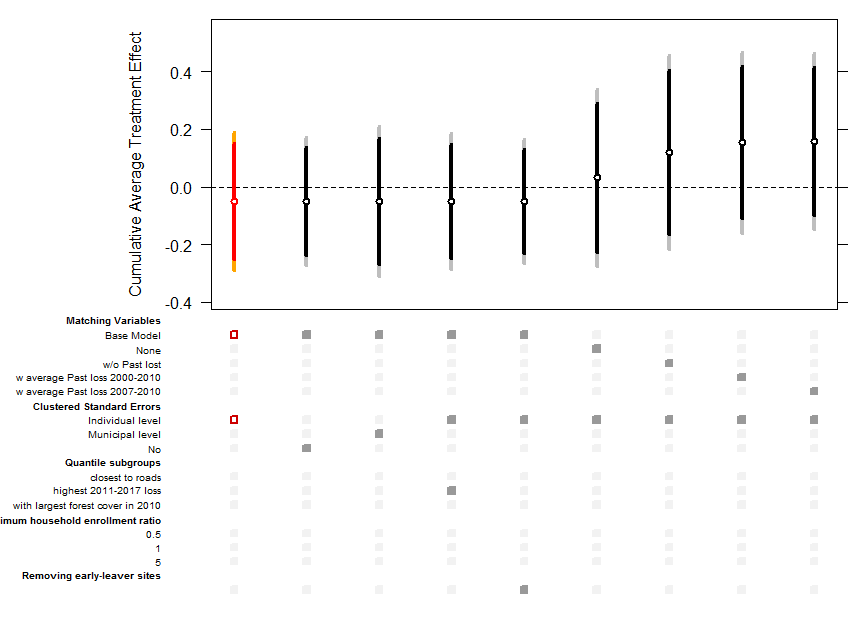 Cumulative Average Treatment Effect
0.4
0.2
0.0
-0.2
-0.4
Matching Variables
Base Model
None
w/o Past lost
w average Past loss 2000-2010
w average Past loss 2007-2010
Clustered Standard Errors
Individual level
Municipal level
No
Quantile subgroups
closest to roads
highest 2011-2017 loss
with largest forest cover in 2010
imum household enrollment ratio
0.5
1
5
Removing early-leaver sites